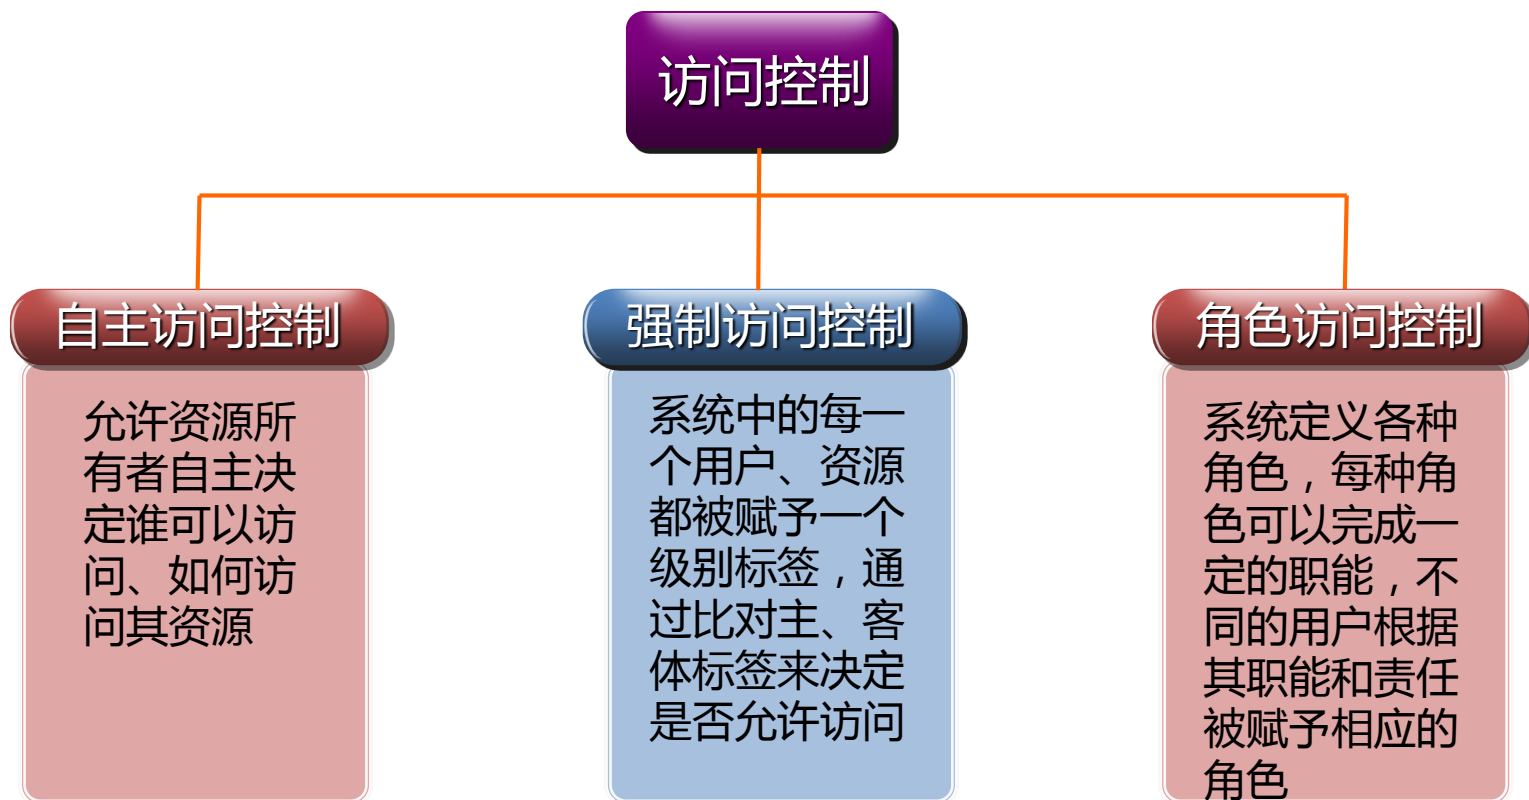 访问控制
自主访问控制
允许资源所
有者自主决
定谁可以访
问、如何访
问其资源
强制访问控制
系统中的每一
个用户、资源
都被赋予一个
级别标签，通
过比对主、客
体标签来决定
是否允许访问
角色访问控制
系统定义各种
角色，每种角
色可以完成一
定的职能，不
同的用户根据
其职能和责任
被赋予相应的
角色